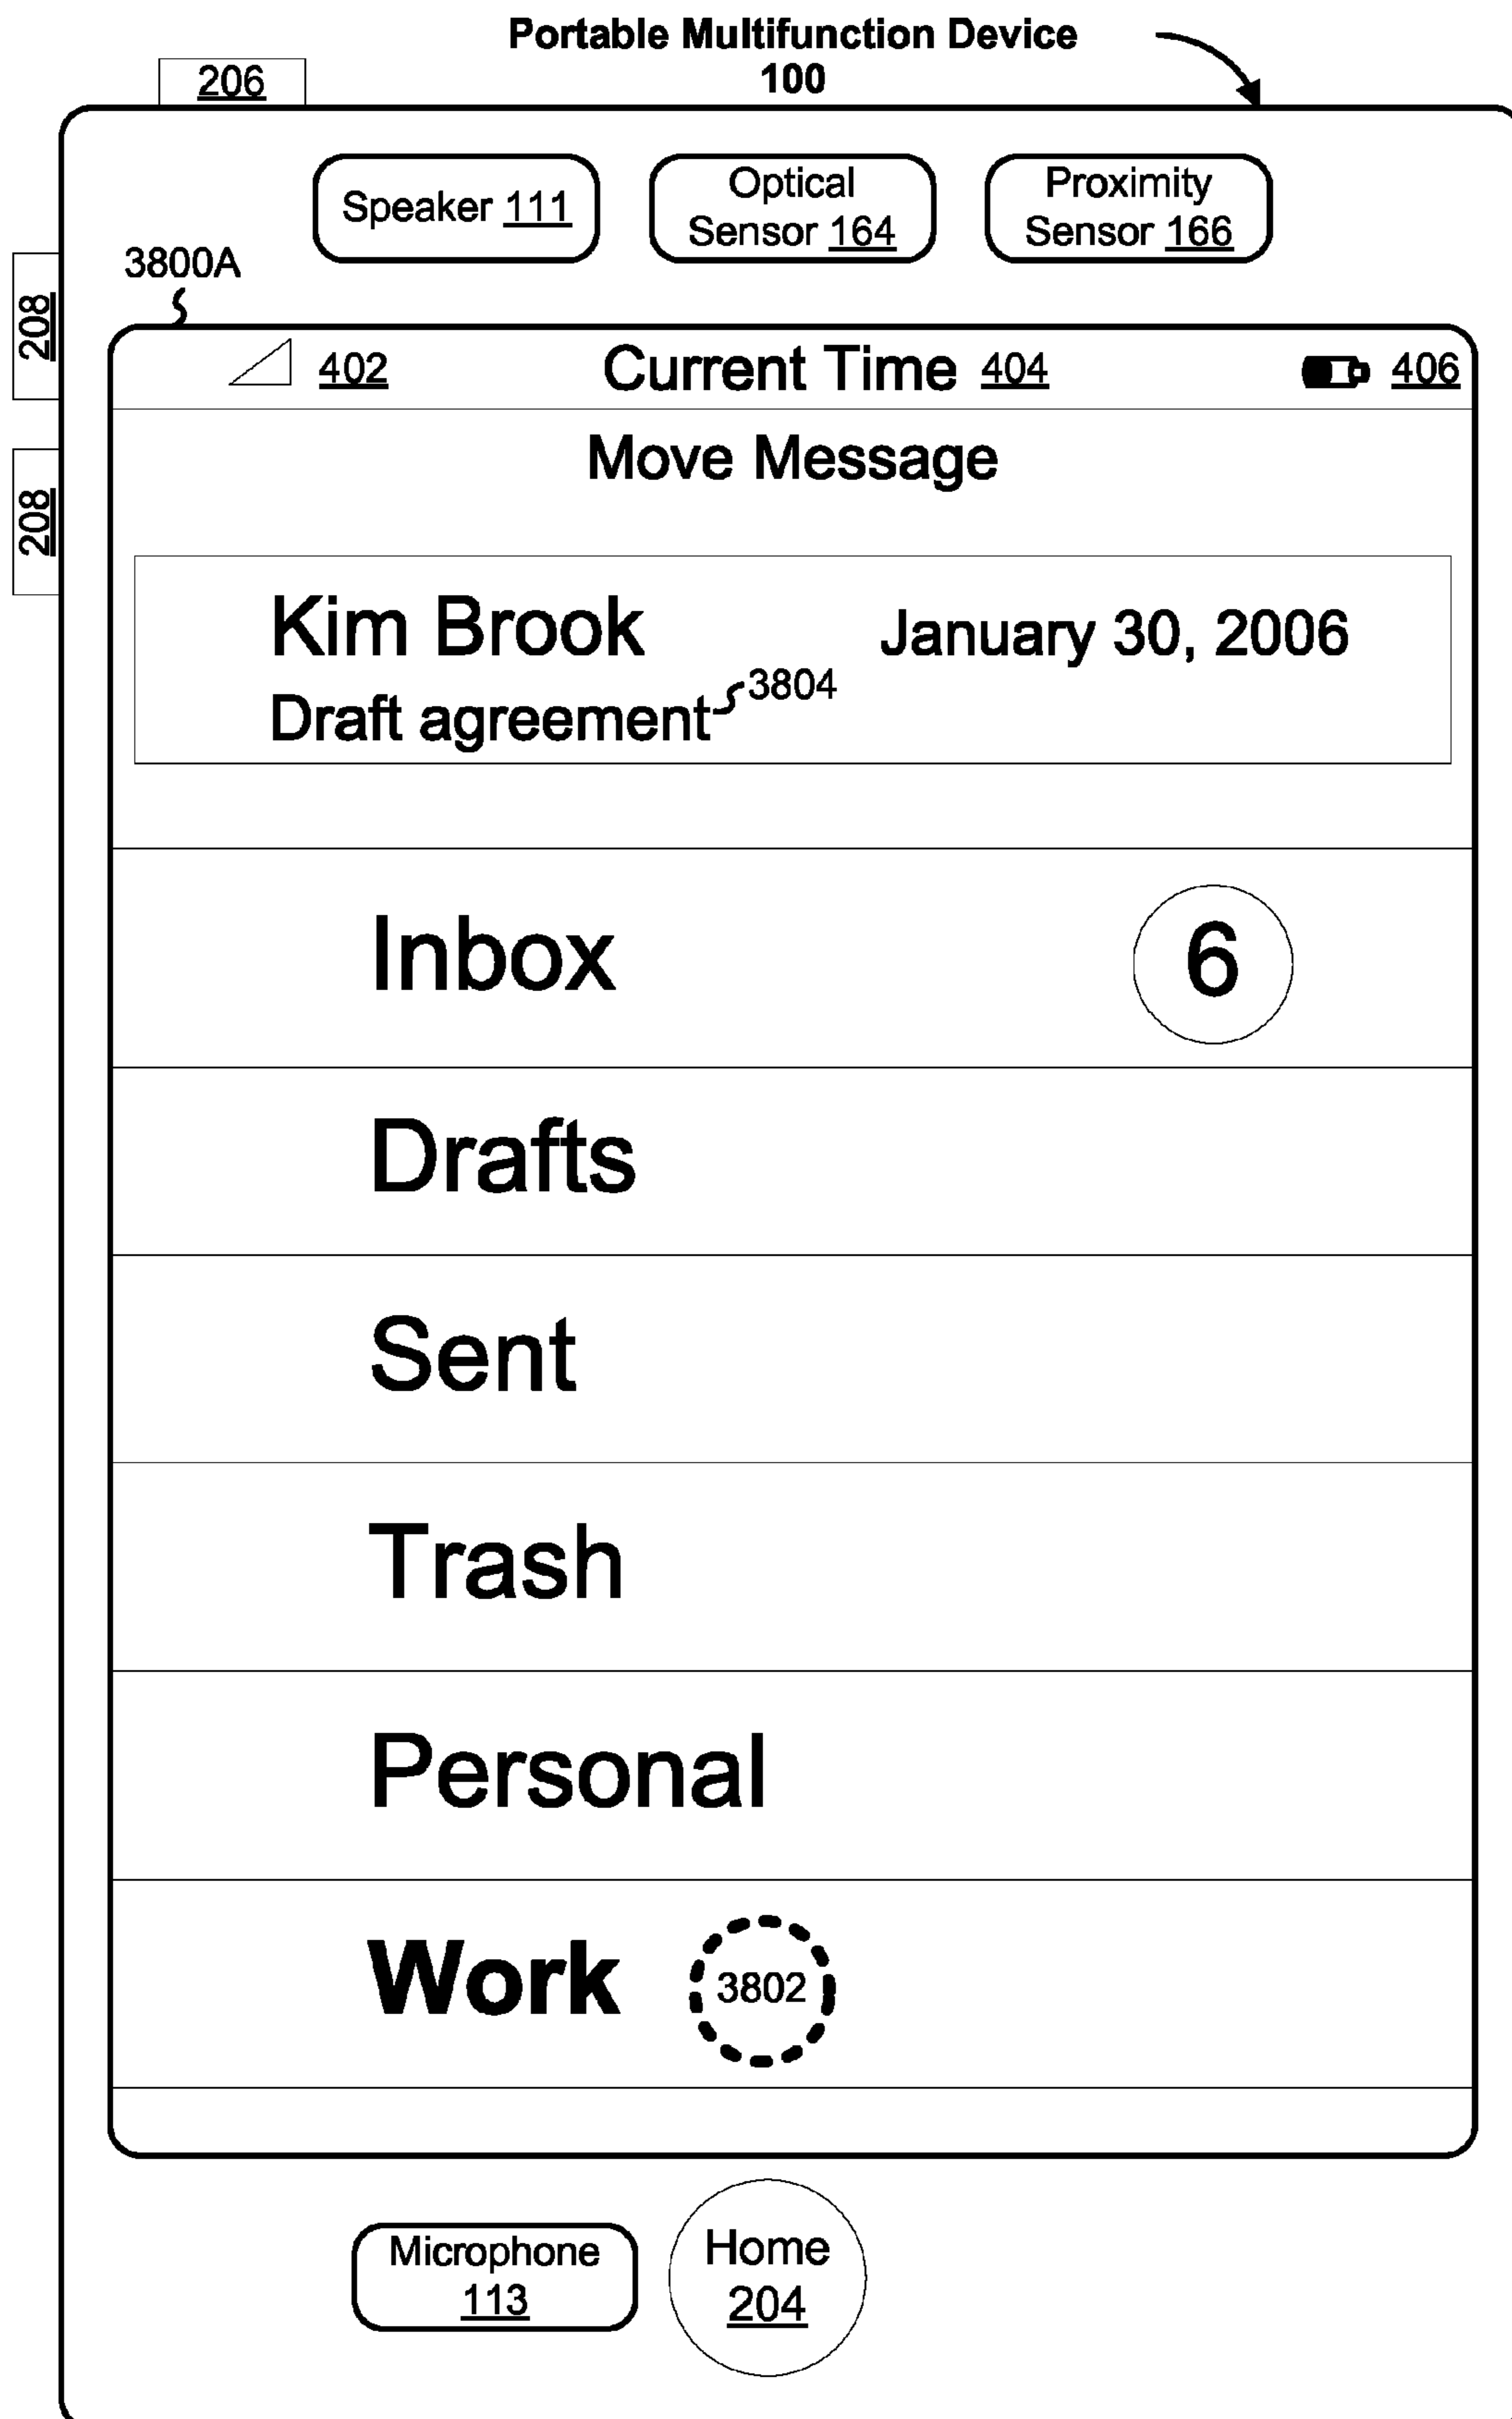 Portable Multifunction Device
100
206
Speaker 111
Optical
Sensor 164
Proximity
Sensor 166
3800A
208
208
402
Current Time 404
406
Move Message
Kim Brook
January 30, 2006
Draft agreement
3804
Inbox
6
Drafts
Sent
Trash
Personal
Work
3802
Microphone
113
Home
204